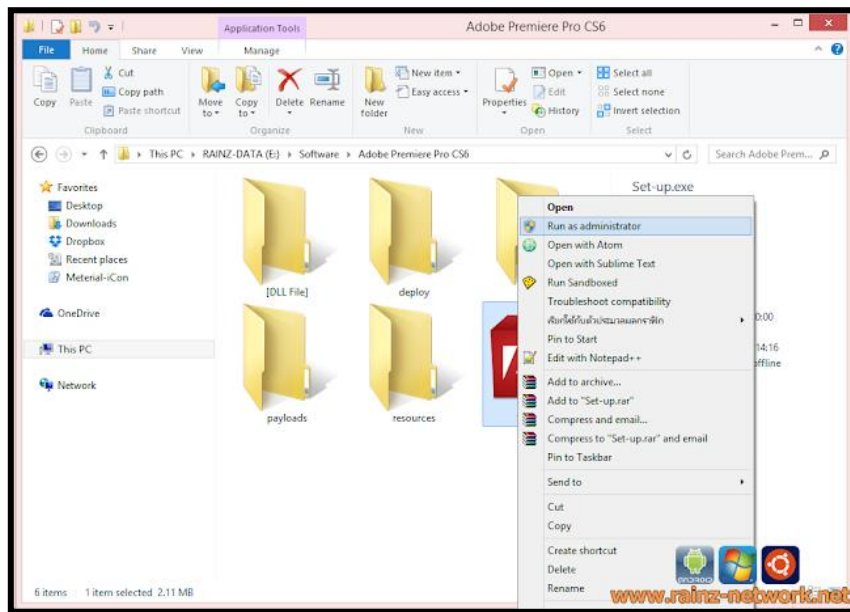 Application Tools
Adobe Premiere Pro CS6
File
Home
Share
View
Manage
Copy
Paste
Cut
Copy path
Paste shortcut
Clipboard
Move to
Copy to
Delete
Rename
Organize
New folder
New item
Easy access
New
Properties
Open
Edit
History
Open
Select all
Select none
Invert selection
Select
This PC
RAINZ-DATA (E:)
Software
Adobe Premiere Pro CS6
Search Adobe Prem...
Favorites
Desktop
Downloads
Dropbox
Recent places
Meterial-iCon
OneDrive
This PC
Network
[DLL File]
deploy
payloads
resources
Set-up.exe
Open
Run as administrator
Open with Atom
Open with Sublime Text
Run Sandboxed
Troubleshoot compatibility
Pin to Start
Edit with Notepad++
Add to archive...
Add to "Set-up.rar"
Compress and email...
Compress to "Set-up.rar" and email
Pin to Taskbar
Send to
Cut
Copy
Create shortcut
Delete
Rename
0:00
14:16
offline
6 items
1 item selected 2.11 MB
ANDROID
www.rainz-network.net